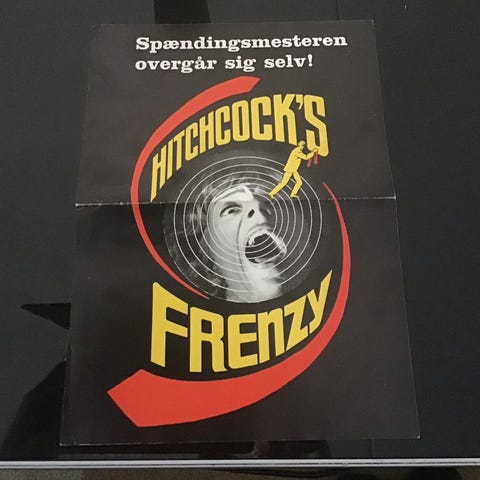 Spændingsmesteren
overgår sig selv!
HITCHCOCK'S
FRENZY